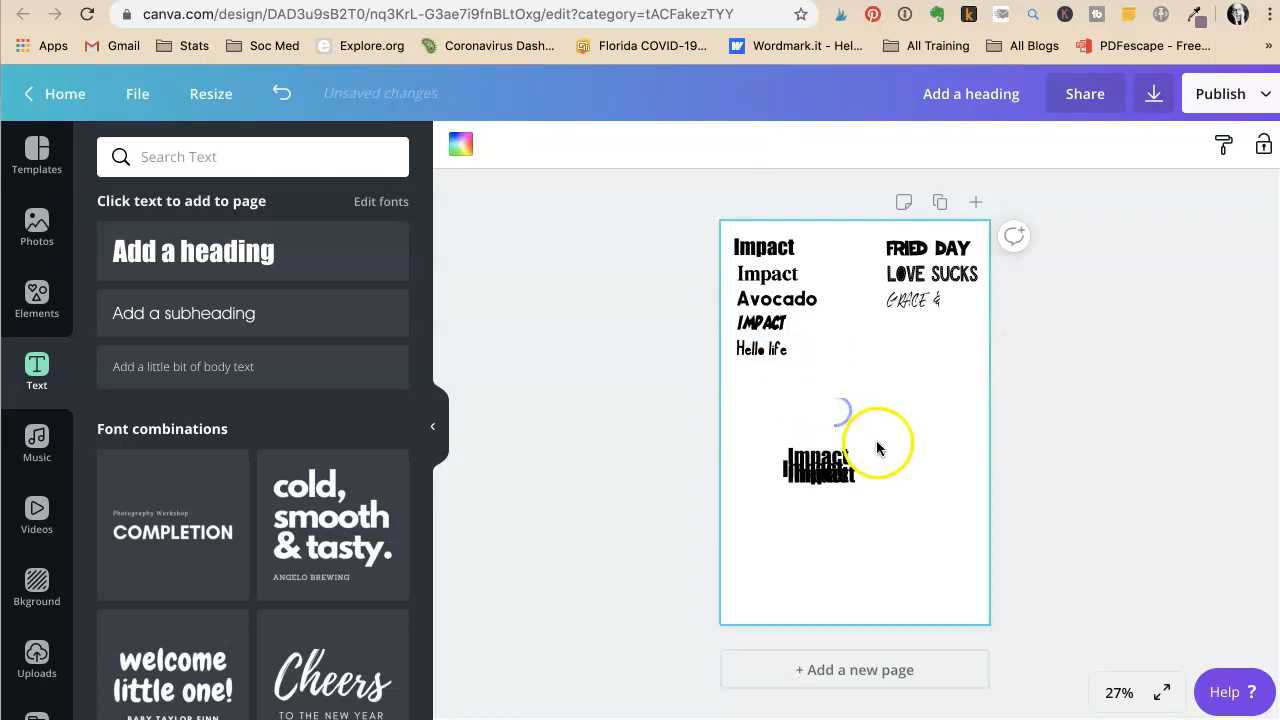 canva.com/design/DAD3u9sB2T0/nq3KrL-G3ae7i9fnBLtOxg/edit?category=tACFakezTYY
Apps Gmail Stats Soc Med Explore.org Coronavirus Dash... Florida COVID-19... Wordmark.it - Hel... All Training All Blogs PDFescape - Free... »
Home File Resize Unsaved changes Add a heading Share Publish
Templates
Photos
Elements
Text
Music
Videos
Bkground
Uploads
Search Text
Click text to add to page Edit fonts
Add a heading
Add a subheading
Add a little bit of body text
Font combinations
Photography Workshop
COMPLETION
cold,
smooth
& tasty.
ANGELO BREWING
welcome
little one!
BABY TAYLOR FINN
Cheers
TO THE NEW YEAR
Impact
Impact
Avocado
IMPACT
Hello life
FRIED DAY
LOVE SUCKS
GRACE &
Impact
Impact
+ Add a new page
27%
Help ?